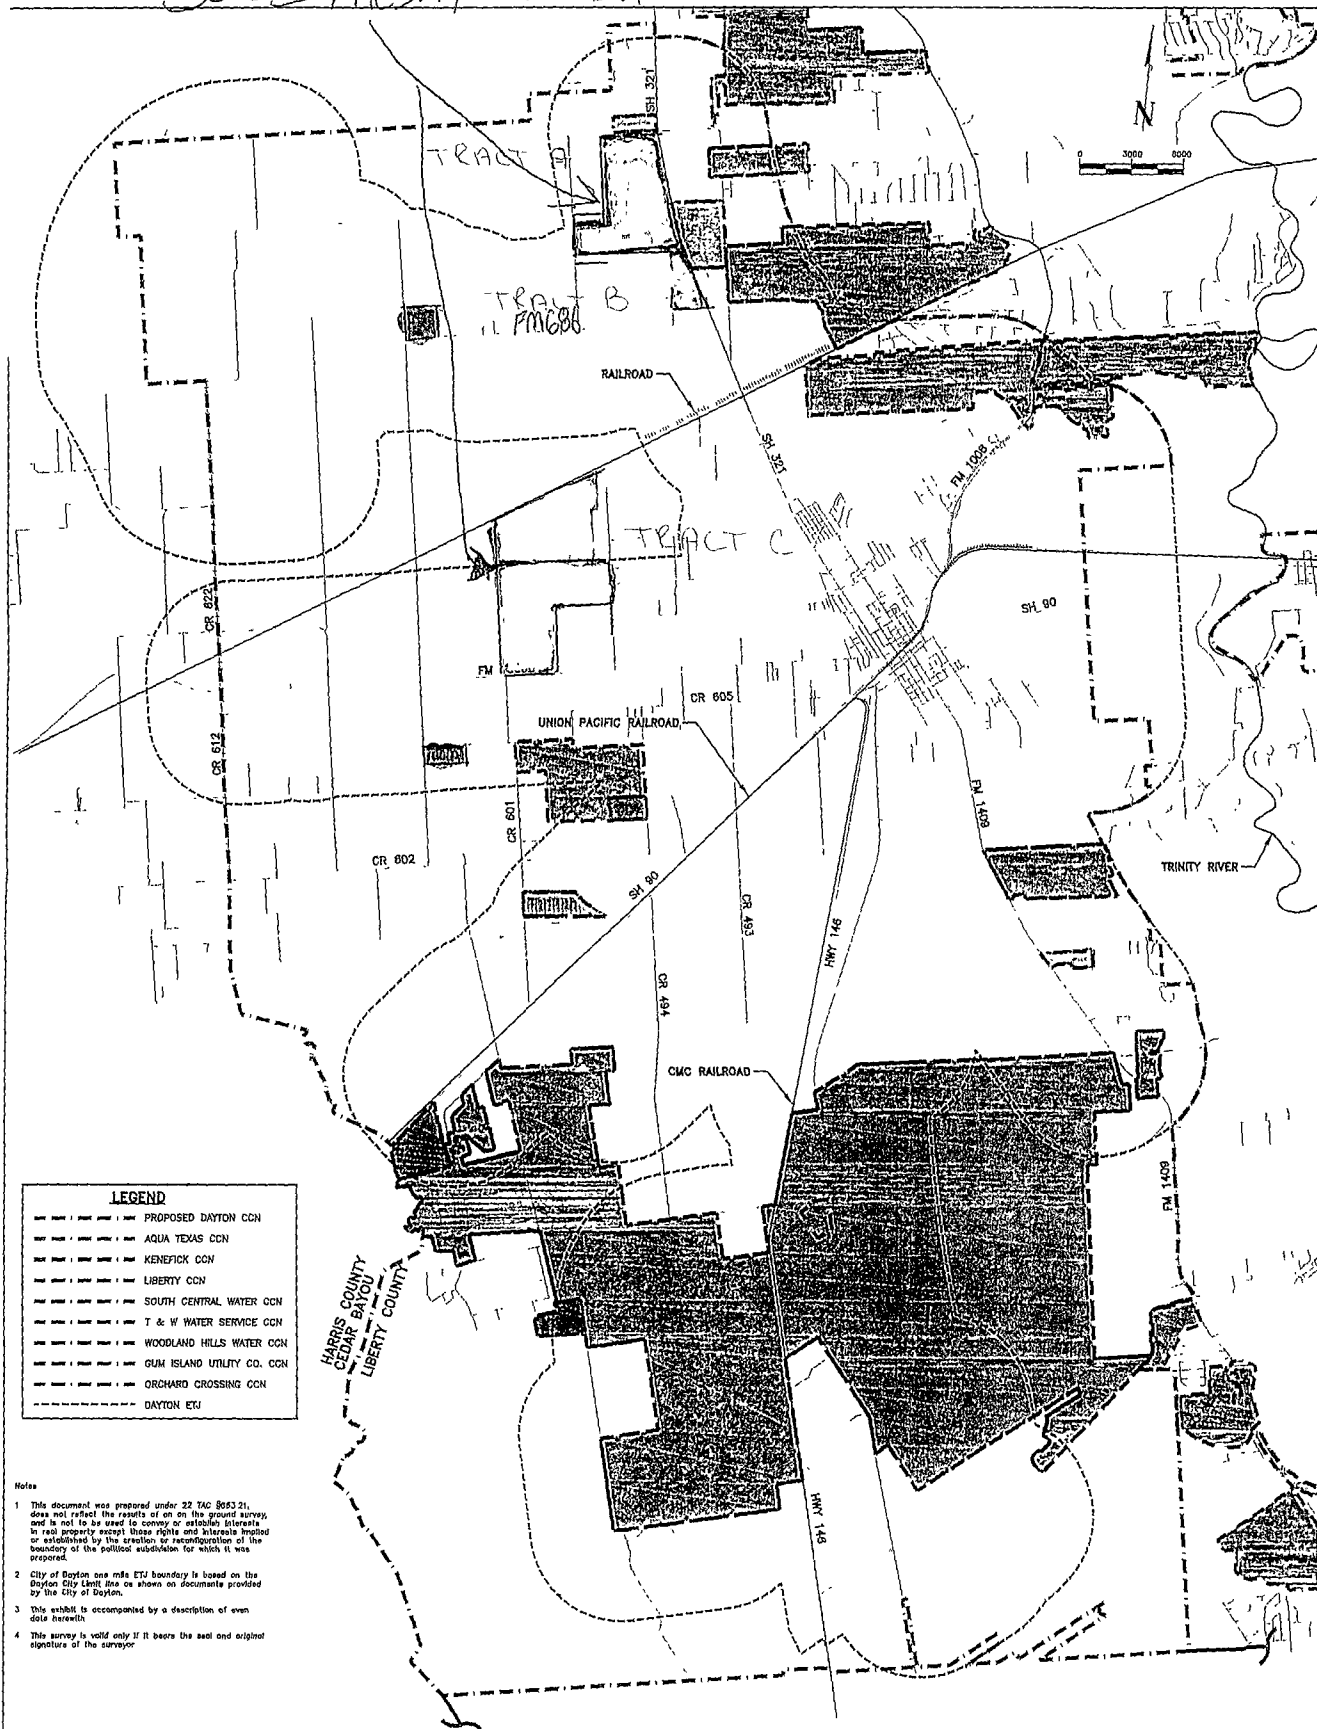 SH 321
N
0 3000 6000
TRACT A
TRACT B
FM686
RAILROAD
SH 321
FM 1008
TRACT C
CR 622
SH 90
FM
CR 605
UNION PACIFIC RAILROAD
CR 612
CR 601
FM 1409
CR 602
TRINITY RIVER
SH 90
CR 493
HWY 146
CR 494
CMC RAILROAD
FM 1409
LEGEND
PROPOSED DAYTON CCN
AQUA TEXAS CCN
KENEFICK CCN
LIBERTY CCN
SOUTH CENTRAL WATER CCN
T & W WATER SERVICE CCN
WOODLAND HILLS WATER CCN
GUM ISLAND UTILITY CO. CCN
ORCHARD CROSSING CCN
DAYTON ETJ
HARRIS COUNTY
CEDAR BAYOU
LIBERTY COUNTY
HWY 146
Notes
1 This document was prepared under 22 TAC §663 21,
does not reflect the results of an on the ground survey,
and is not to be used to convey or establish interests
in real property except those rights and interests implied
or established by the creation or reconfiguration of the
boundary of the political subdivision for which it was
prepared.
2 City of Dayton one mile ETJ boundary is based on the
Dayton City Limit line as shown on documents provided
by the City of Dayton.
3 This exhibit is accompanied by a description of even
date herewith
4 This survey is valid only if it bears the seal and original
signature of the surveyor